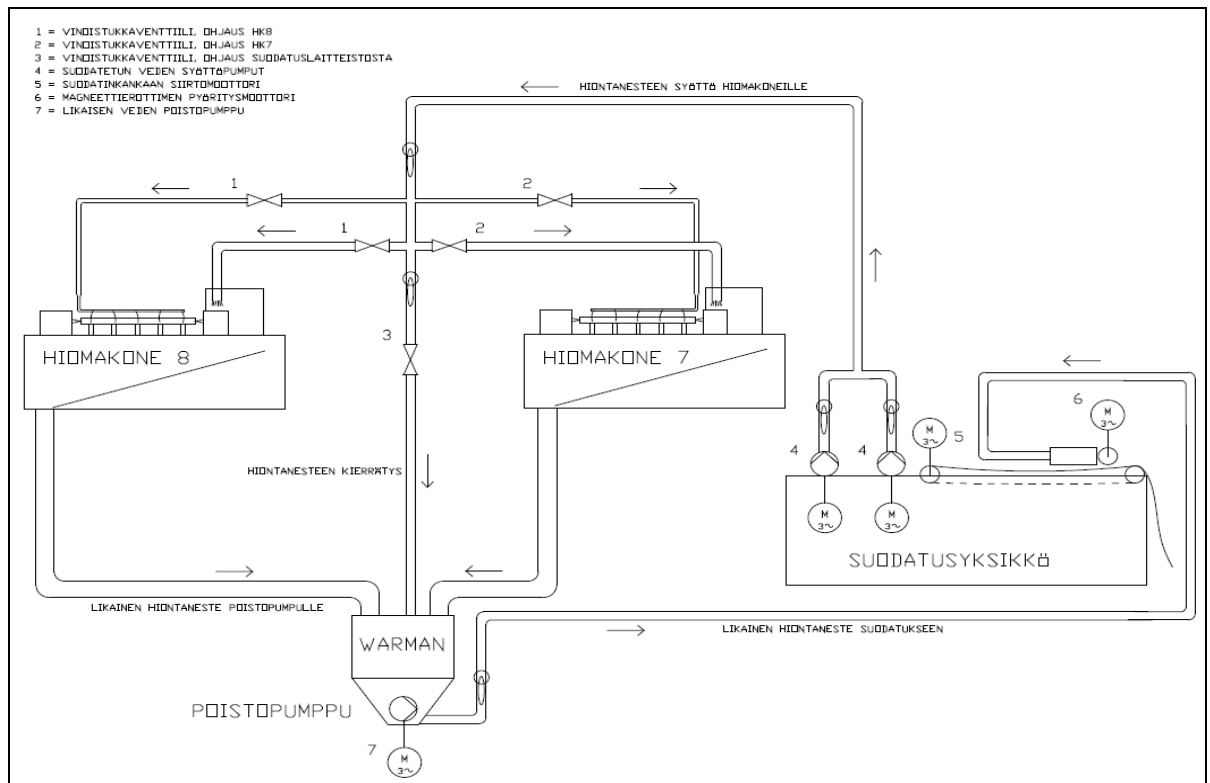 1 = VINOISTUKKAVENTTIILI, OHJAUS HK8
2 = VINOISTUKKAVENTTIILI, OHJAUS HK7
3 = VINOISTUKKAVENTTIILI, OHJAUS SUODATUSLAITTEISTOSTA
4 = SUODATETUN VEDEN SYÖTTÖPUMPUT
5 = SUODATINKANKAAN SIIRTOMOOTTORI
6 = MAGNEETTIEROTTIMEN PYÖRITYSMOOTTORI
7 = LIKAISEN VEDEN POISTOPUMPPU
HIONTANESTEEN SYÖTTÖ HIOMAKONEILLE
1
2
1
2
3
HIOMAKONE 8
HIOMAKONE 7
6
M
3~
M
3~
5
4
4
M
3~
M
3~
HIONTANESTEEN KIERRÄTYS
SUODATUSYKSIKKÖ
LIKAINEN HIONTANESTE POISTOPUMPULLE
LIKAINEN HIONTANESTE SUODATUKSEEN
WARMAN
POISTOPUMPPU
7
M
3~